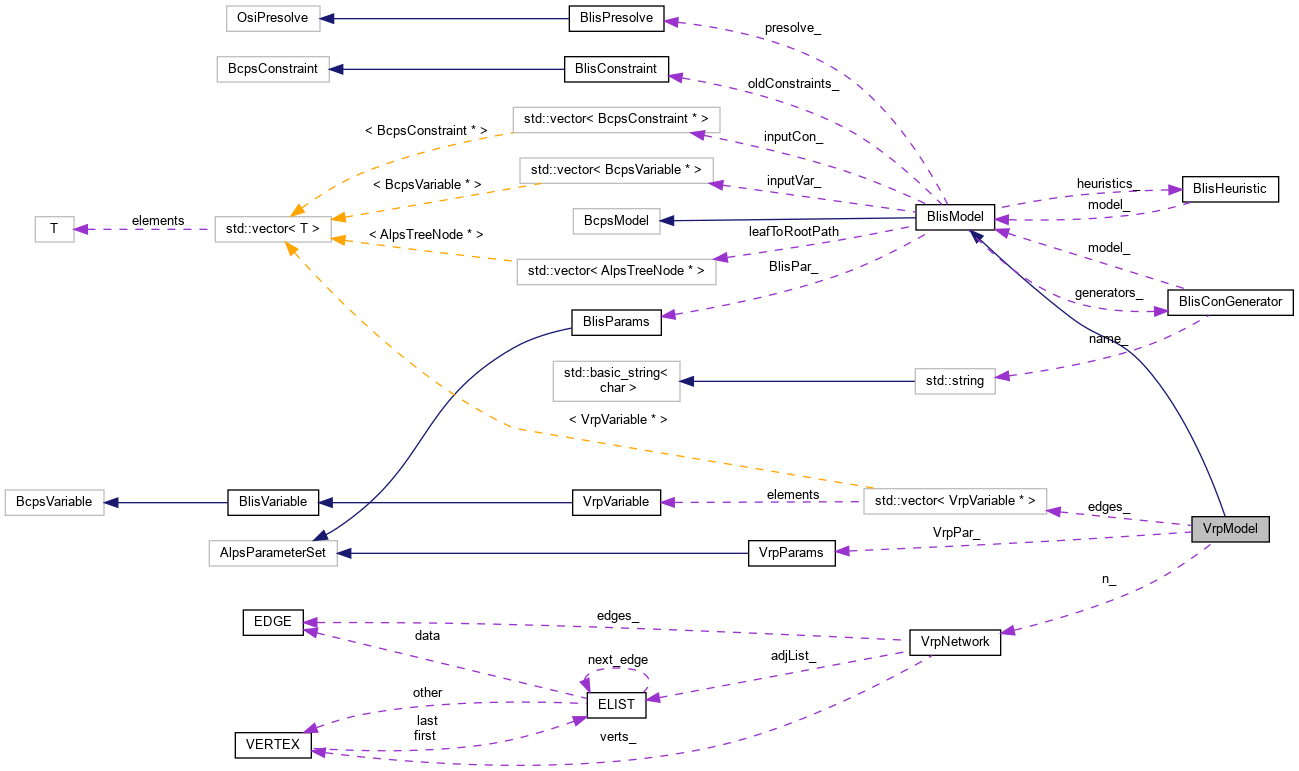 OsiPresolve
BlisPresolve
presolve_
BcpsConstraint
BlisConstraint
oldConstraints_
std::vector< BcpsConstraint * >
< BcpsConstraint * >
inputCon_
std::vector< BcpsVariable * >
< BcpsVariable * >
inputVar_
heuristics_
BlisHeuristic
model_
T
elements
std::vector< T >
BcpsModel
BlisModel
< AlpsTreeNode * >
leafToRootPath
std::vector< AlpsTreeNode * >
BlisPar_
model_
generators_
BlisConGenerator
BlisParams
name_
std::basic_string<
char >
std::string
< VrpVariable * >
BcpsVariable
BlisVariable
VrpVariable
elements
std::vector< VrpVariable * >
edges_
VrpModel
AlpsParameterSet
VrpParams
VrpPar_
n_
EDGE
edges_
data
VrpNetwork
next_edge
adjList_
ELIST
other
last
first
verts_
VERTEX